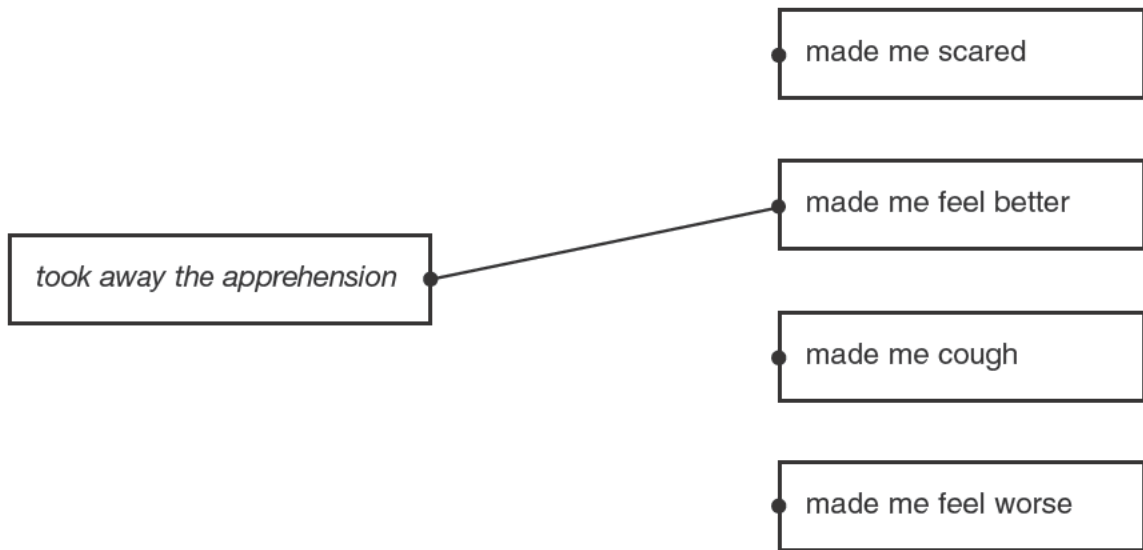 made me scared
made me feel better
took away the apprehension
made me cough
made me feel worse